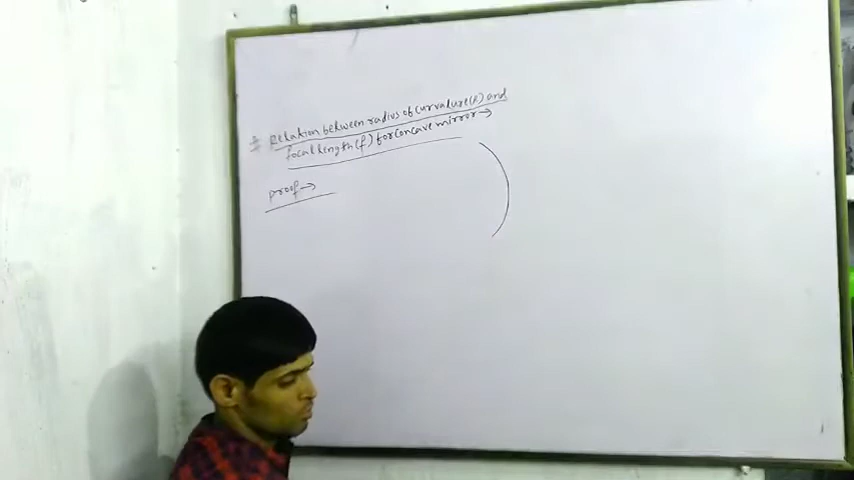 * Relation between radius of curvature(R) and
focal length(f) for concave mirror→
proof→